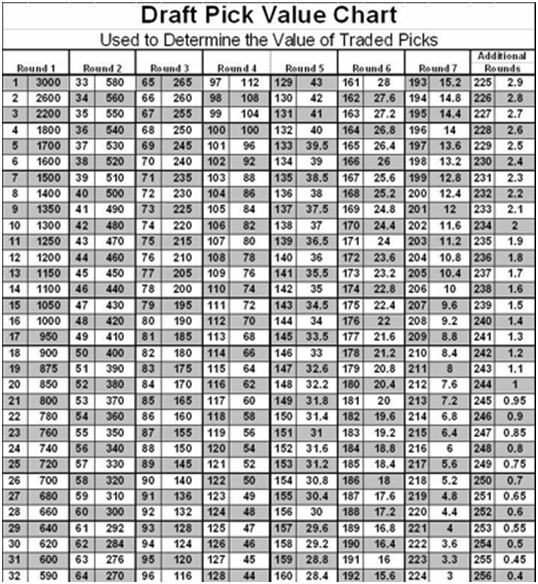 Draft Pick Value Chart
Used to Determine the Value of Traded Picks
Additional
Round 1 Round 2 Round 3 Round 4 Round 5 Round 6 Round 7 Rounds
1 3000 33 580 65 265 97 112 129 43 161 28 193 15.2 225 2.9
2 2600 34 560 66 260 98 108 130 42 162 27.6 194 14.8 226 2.8
3 2200 35 550 67 255 99 104 131 41 163 27.2 195 14.4 227 2.7
4 1800 36 540 68 250 100 100 132 40 164 26.8 196 14 228 2.6
5 1700 37 530 69 245 101 96 133 39.5 165 26.4 197 13.6 229 2.5
6 1600 38 520 70 240 102 92 134 39 166 26 198 13.2 230 2.4
7 1500 39 510 71 235 103 88 135 38.5 167 25.6 199 12.8 231 2.3
8 1400 40 500 72 230 104 86 136 38 168 25.2 200 12.4 232 2.2
9 1350 41 490 73 225 105 84 137 37.5 169 24.8 201 12 233 2.1
10 1300 42 480 74 220 106 82 138 37 170 24.4 202 11.6 234 2
11 1250 43 470 75 215 107 80 139 36.5 171 24 203 11.2 235 1.9
12 1200 44 460 76 210 108 78 140 36 172 23.6 204 10.8 236 1.8
13 1150 45 450 77 205 109 76 141 35.5 173 23.2 205 10.4 237 1.7
14 1100 46 440 78 200 110 74 142 35 174 22.8 206 10 238 1.6
15 1050 47 430 79 195 111 72 143 34.5 175 22.4 207 9.6 239 1.5
16 1000 48 420 80 190 112 70 144 34 176 22 208 9.2 240 1.4
17 950 49 410 81 185 113 68 145 33.5 177 21.6 209 8.8 241 1.3
18 900 50 400 82 180 114 66 146 33 178 21.2 210 8.4 242 1.2
19 875 51 390 83 175 115 64 147 32.6 179 20.8 211 8 243 1.1
20 850 52 380 84 170 116 62 148 32.2 180 20.4 212 7.6 244 1
21 800 53 370 85 165 117 60 149 31.8 181 20 213 7.2 245 0.95
22 780 54 360 86 160 118 58 150 31.4 182 19.6 214 6.8 246 0.9
23 760 55 350 87 155 119 56 151 31 183 19.2 215 6.4 247 0.85
24 740 56 340 88 150 120 54 152 31.6 184 18.8 216 6 248 0.8
25 720 57 330 89 145 121 52 153 31.2 185 18.4 217 5.6 249 0.75
26 700 58 320 90 140 122 50 154 30.8 186 18 218 5.2 250 0.7
27 680 59 310 91 136 123 49 155 30.4 187 17.6 219 4.8 251 0.65
28 660 60 300 92 132 124 48 156 30 188 17.2 220 4.4 252 0.6
29 640 61 292 93 128 125 47 157 29.6 189 16.8 221 4 253 0.55
30 620 62 284 94 124 126 46 158 29.2 190 16.4 222 3.6 254 0.5
31 600 63 276 95 120 127 45 159 28.8 191 16 223 3.3 255 0.45
32 590 64 270 96 116 128 44 160 28.4 192 15.6 224 3 256 0.4